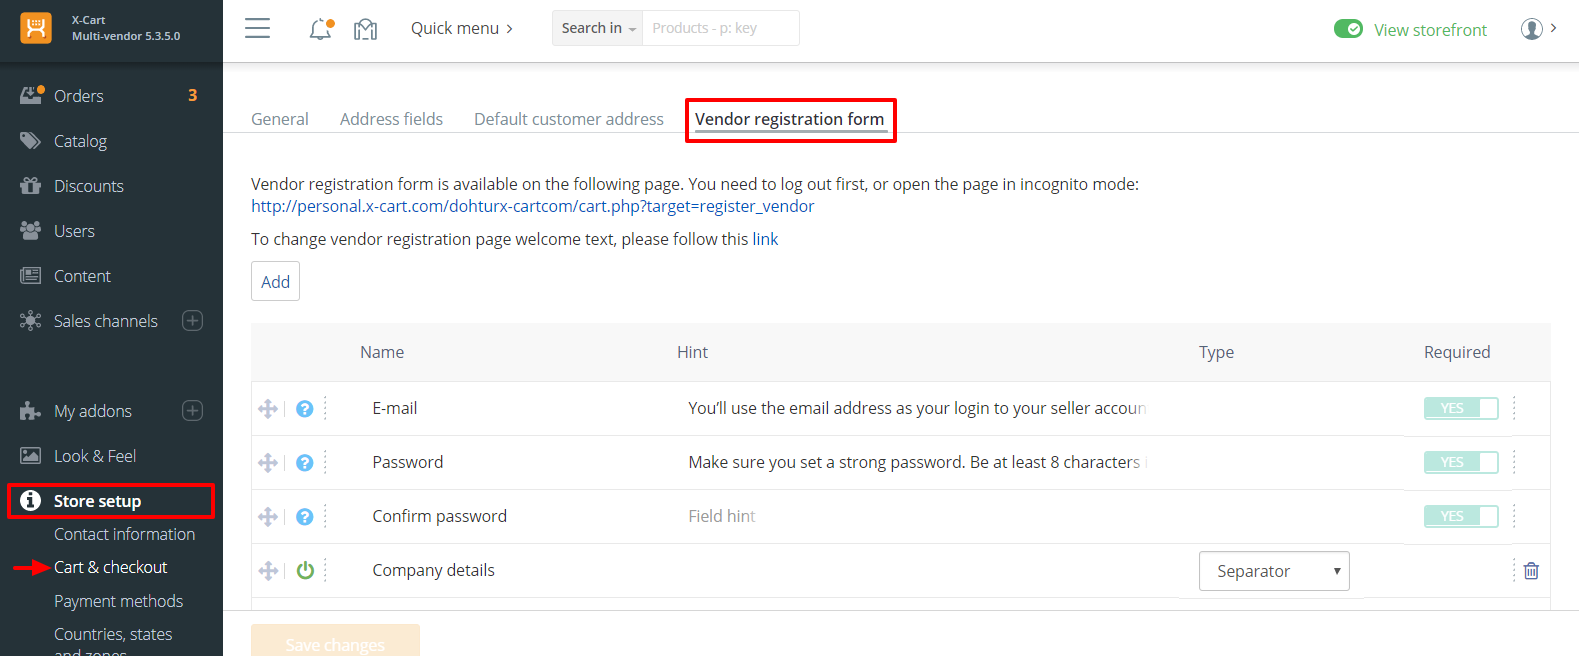 X-Cart
Multi-vendor 5.3.5.0
Quick menu
Search in
Products - p: key
View storefront
Orders 3
Catalog
Discounts
Users
Content
Sales channels
My addons
Look & Feel
Store setup
Contact information
Cart & checkout
Payment methods
Countries, states
and zones
General Address fields Default customer address Vendor registration form
Vendor registration form is available on the following page. You need to log out first, or open the page in incognito mode:
http://personal.x-cart.com/dohturx-cartcom/cart.php?target=register_vendor
To change vendor registration page welcome text, please follow this link
Add
Name Hint Type Required
E-mail You'll use the email address as your login to your seller accoun YES
Password Make sure you set a strong password. Be at least 8 characters YES
Confirm password Field hint YES
Company details Separator
Save changes